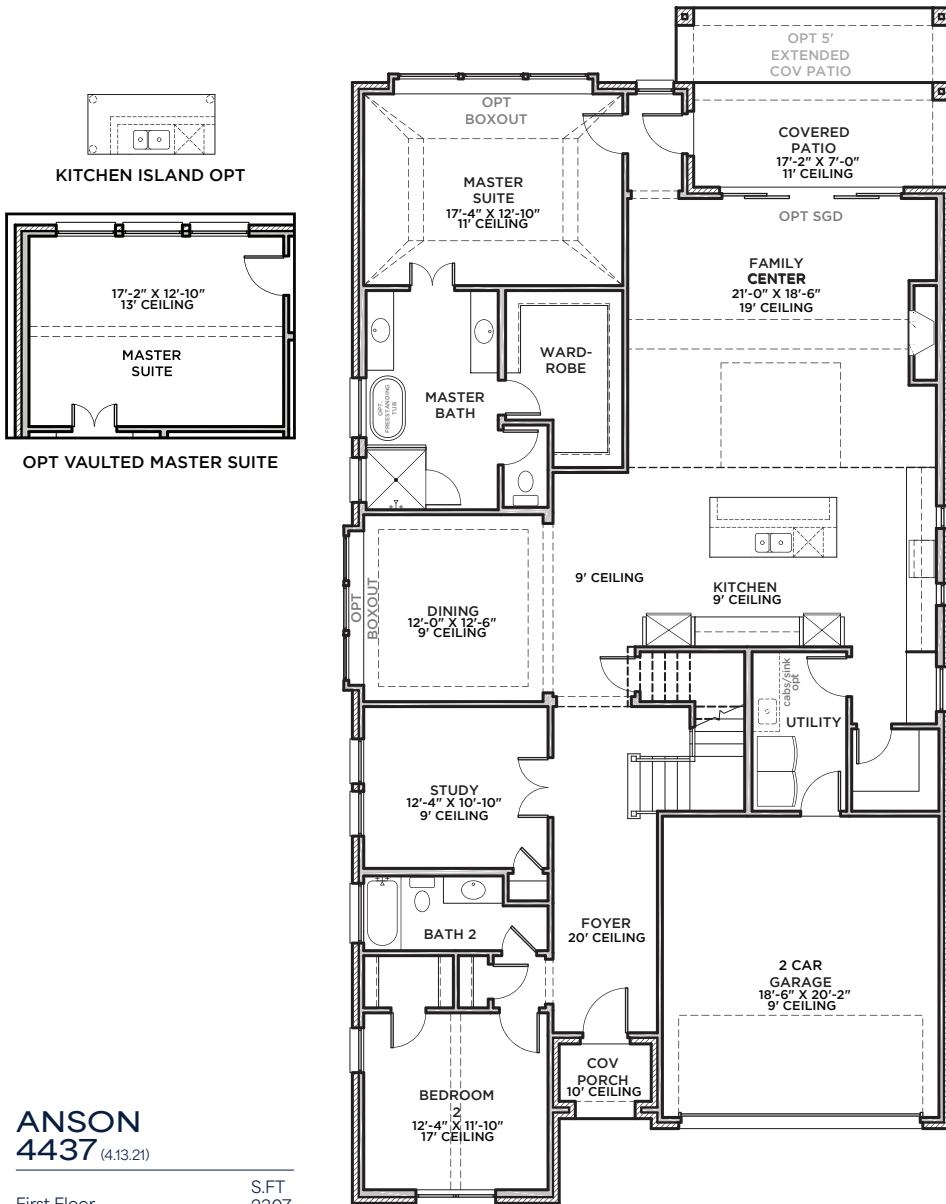 OPT 5'
EXTENDED
COV PATIO
COVERED
PATIO
17'-2" X 7'-0"
11' CEILING
OPT
BOXOUT
MASTER
SUITE
17'-4" X 12'-10"
11' CEILING
OPT SGD
FAMILY
CENTER
21'-0" X 18'-6"
19' CEILING
KITCHEN ISLAND OPT
17'-2" X 12'-10"
13' CEILING
MASTER
SUITE
OPT VAULTED MASTER SUITE
WARD-
ROBE
MASTER
BATH
OPT.
FREESTANDING
TUB
OPT
BOXOUT
DINING
12'-0" X 12'-6"
9' CEILING
9' CEILING
KITCHEN
9' CEILING
cabs/sink
opt
UTILITY
STUDY
12'-4" X 10'-10"
9' CEILING
BATH 2
FOYER
20' CEILING
2 CAR
GARAGE
18'-6" X 20'-2"
9' CEILING
COV
PORCH
10' CEILING
BEDROOM
2
12'-4" X 11'-10"
17' CEILING
ANSON
4437 (4.13.21)
S.FT